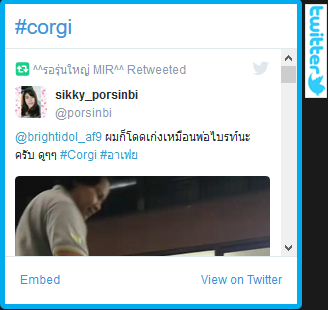 #corgi
^^รอรุ่นใหญ่ MIR^^ Retweeted
sikky_porsinbi
@porsinbi
@brightidol_af9 ผมก็โดดเก่งเหมือนพ่อไบรท์นะ
ครับ ดูๆๆ #Corgi #อาเฟย
Embed
View on Twitter
twitter